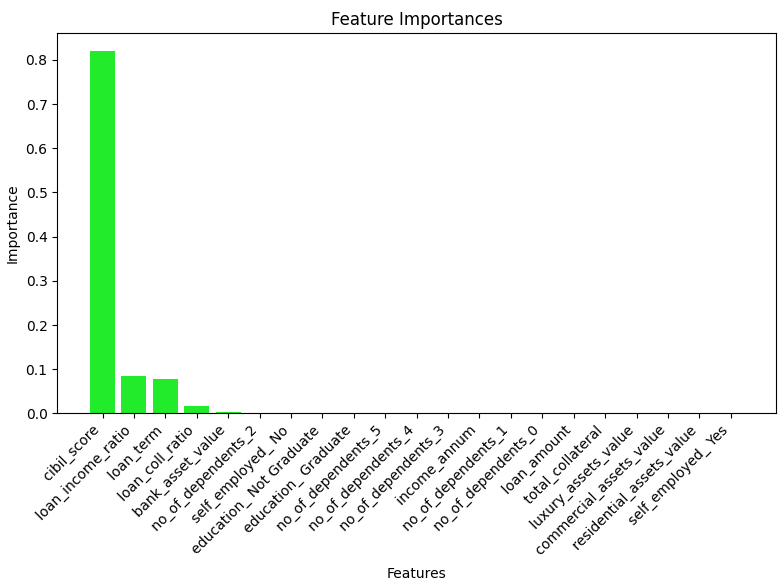 Feature Importances
0.8
0.7
0.6
0.5
0.4
0.3
0.2
0.1
0.0
Importance
cibil_score
loan_income_ratio
loan_term
loan_coll_ratio
bank_asset_value
no_of_dependents_2
self_employed_ No
education_ Not Graduate
education_ Graduate
no_of_dependents_5
no_of_dependents_4
no_of_dependents_3
income_annum
no_of_dependents_1
no_of_dependents_0
loan_amount
total_collateral
luxury_assets_value
commercial_assets_value
residential_assets_value
self_employed_ Yes
Features